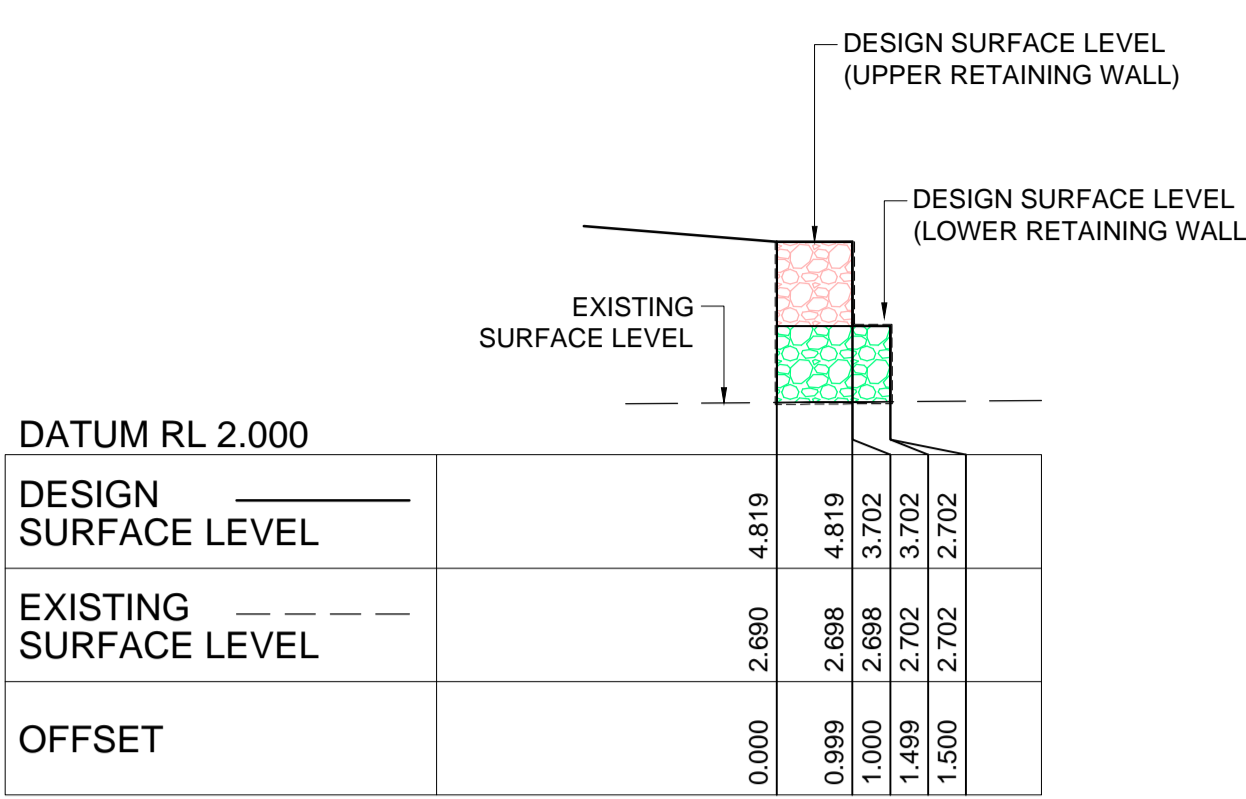 DESIGN SURFACE LEVEL
(UPPER RETAINING WALL)
DESIGN SURFACE LEVEL
(LOWER RETAINING WALL
EXISTING
SURFACE LEVEL
DATUM RL 2.000
DESIGN
SURFACE LEVEL
4.819
4.819
3.702
3.702
2.702
EXISTING
SURFACE LEVEL
2.690
2.698
2.698
2.702
2.702
OFFSET
0.000
0.999
1.000
1.499
1.500